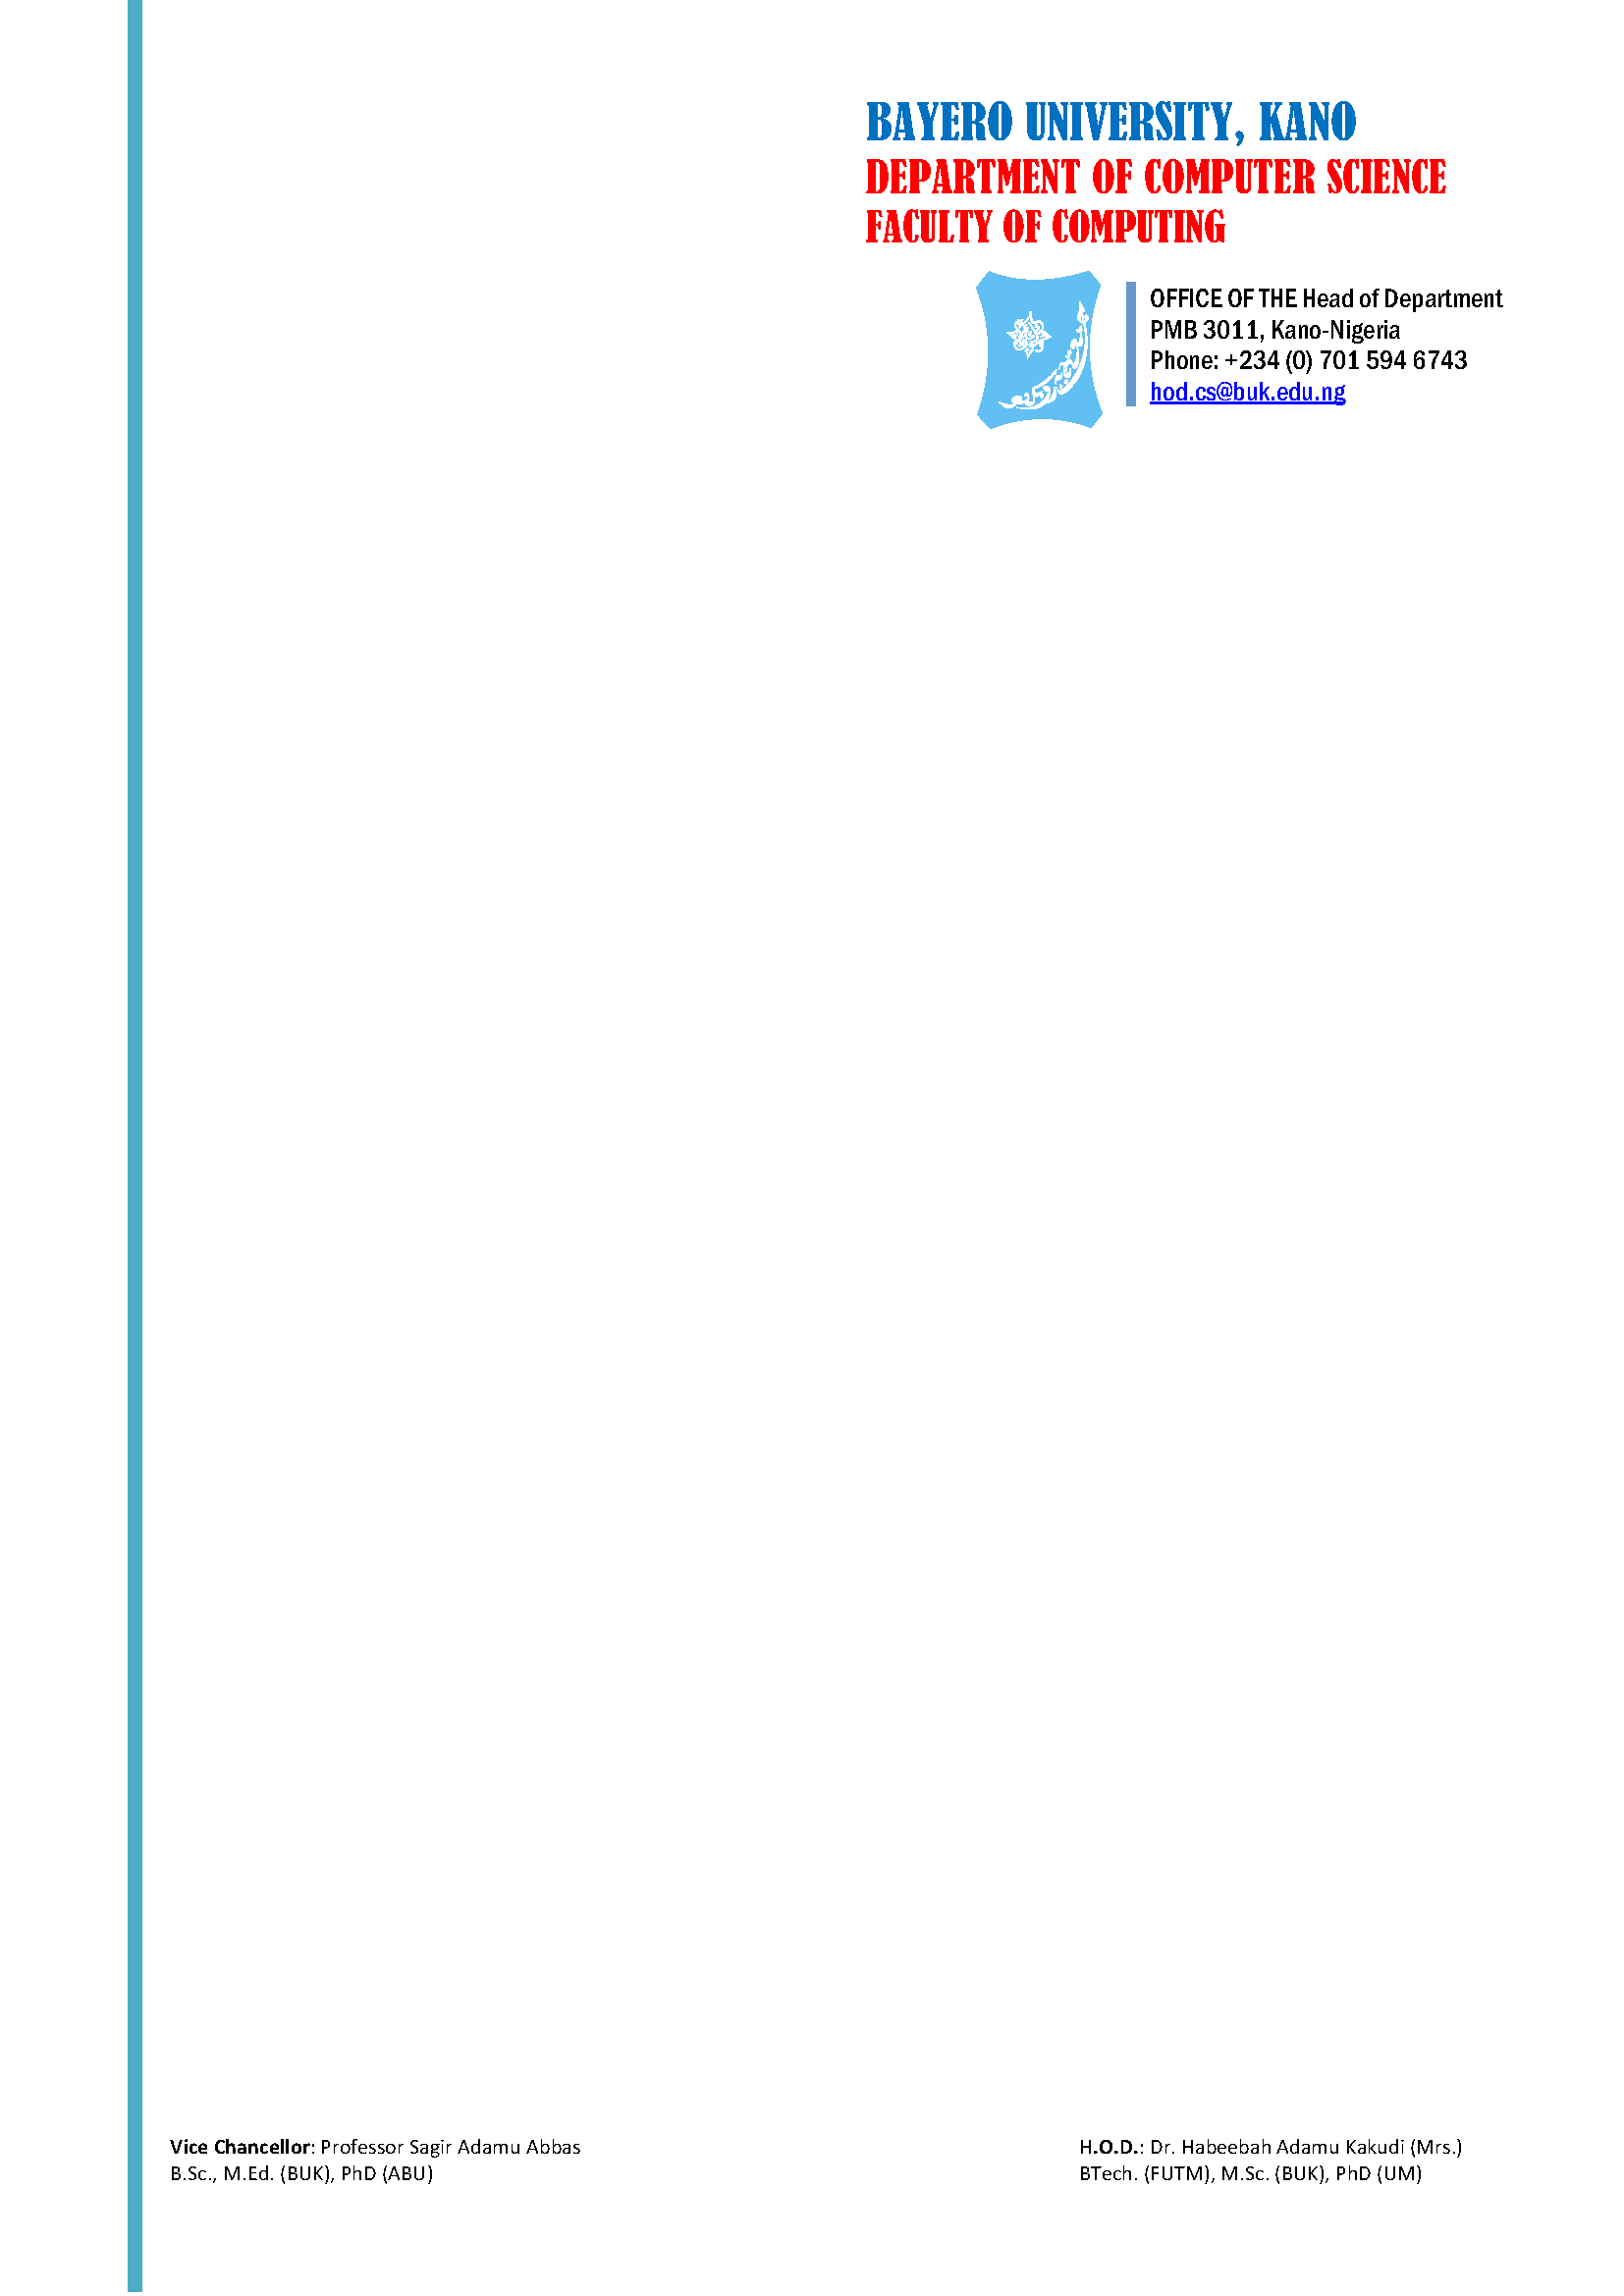 BAYERO UNIVERSITY, KANO
DEPARTMENT OF COMPUTER SCIENCE
FACULTY OF COMPUTING
OFFICE OF THE Head of Department
PMB 3011, Kano-Nigeria
Phone: +234 (0) 701 594 6743
hod.cs@buk.edu.ng
Vice Chancellor: Professor Sagir Adamu Abbas
B.Sc., M.Ed. (BUK), PhD (ABU)
H.O.D.: Dr. Habeebah Adamu Kakudi (Mrs.)
BTech. (FUTM), M.Sc. (BUK), PhD (UM)